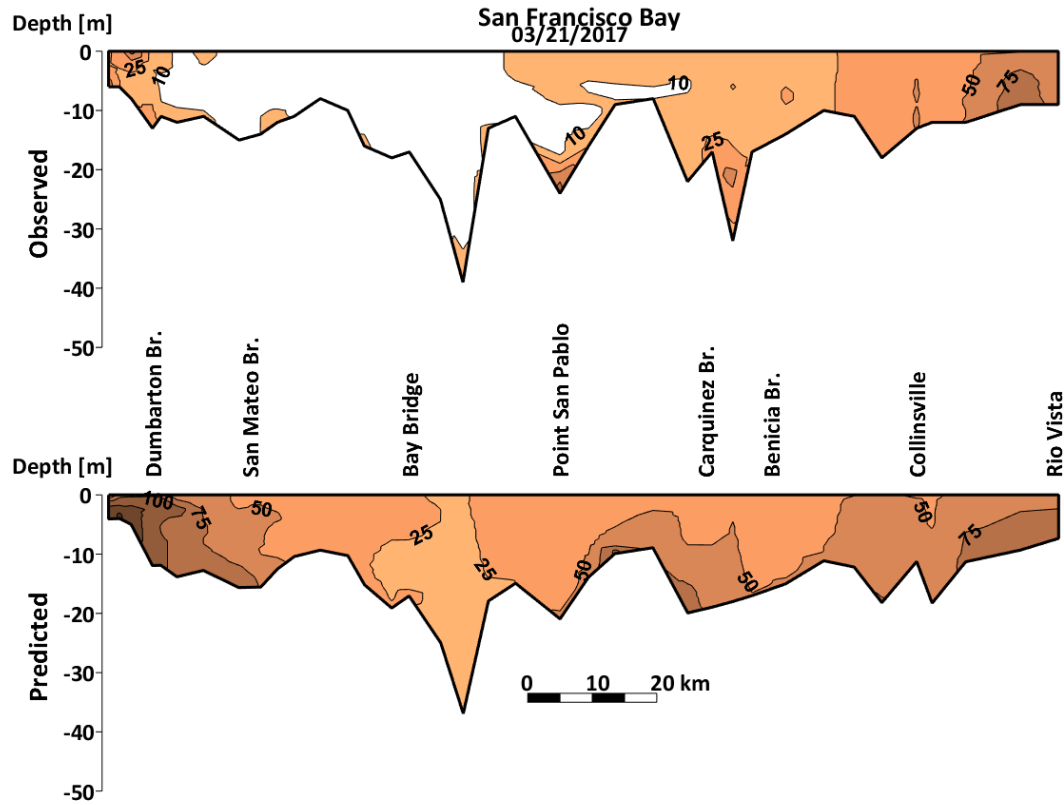 San Francisco Bay
03/21/2017
Depth [m]
0
-10
-20
-30
-40
-50
Observed
25
10
10
10
25
50
75
Dumbarton Br.
San Mateo Br.
Bay Bridge
Point San Pablo
Carquinez Br.
Benicia Br.
Collinsville
Rio Vista
Depth [m]
0
-10
-20
-30
-40
-50
Predicted
100
75
50
25
25
50
50
50
75
0 10 20 km